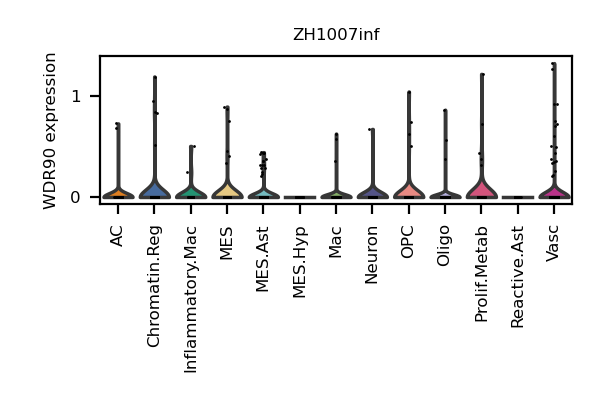 ZH1007inf
WDR90 expression
1
0
AC
Chromatin.Reg
Inflammatory.Mac
MES
MES.Ast
MES.Hyp
Mac
Neuron
OPC
Oligo
Prolif.Metab
Reactive.Ast
Vasc